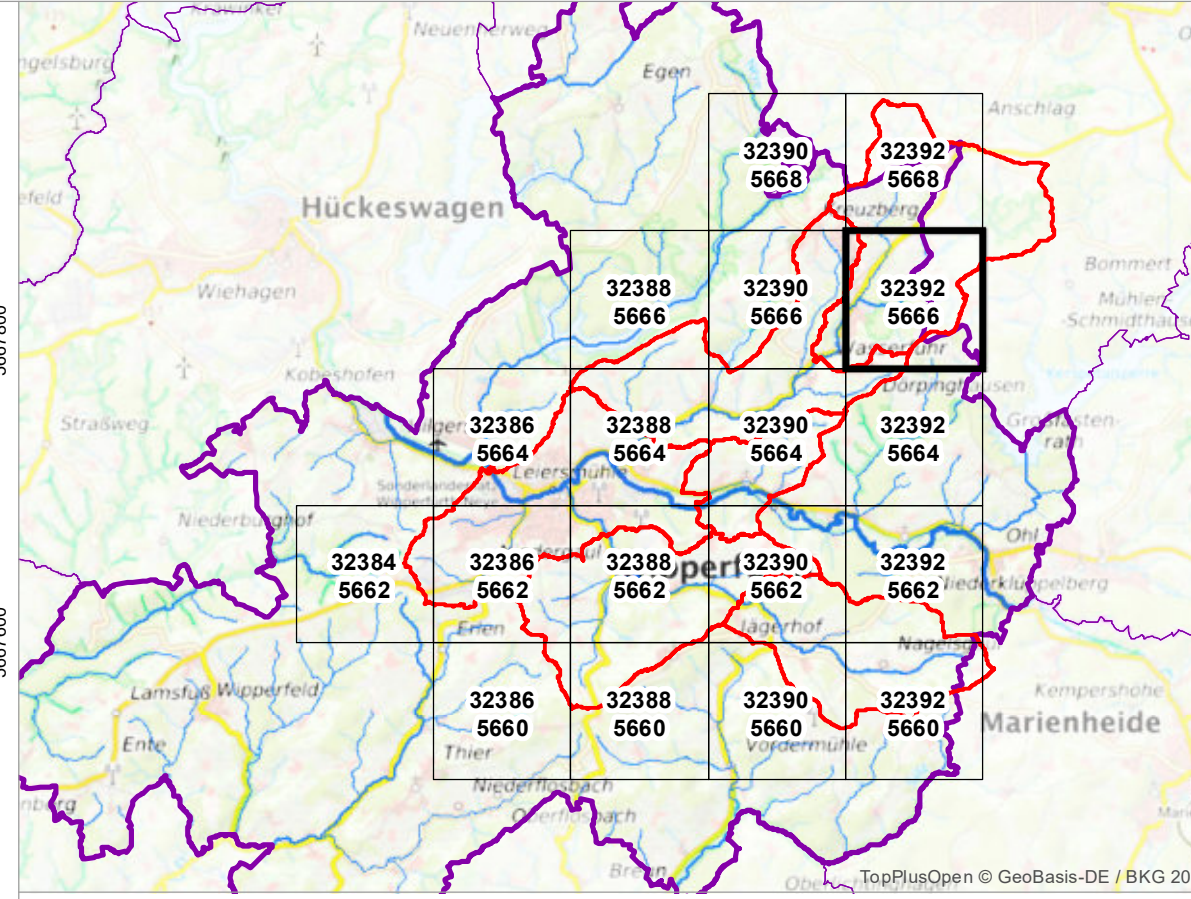 Egen
Anschlag
32390
5668
32392
5668
Hückeswagen
Wiehagen
Bommert
32388
5666
32390
5666
32392
5666
Kobeshofen
Straßweg
32386
5664
32388
5664
32390
5664
32392
5664
Leiersmühle
Niederburghof
Ohl
32384
5662
32386
5662
32388
5662
32390
5662
32392
5662
Niederklüppelberg
Erlen
Jägerhof
Lamsfuß Wipperfeld
Kempershöhe
32386
5660
32388
5660
32390
5660
32392
5660
Marienheide
Ente
Thier
Vordermühle
Niederflosbach
Oberflosbach
TopPlusOpen © GeoBasis-DE / BKG 20